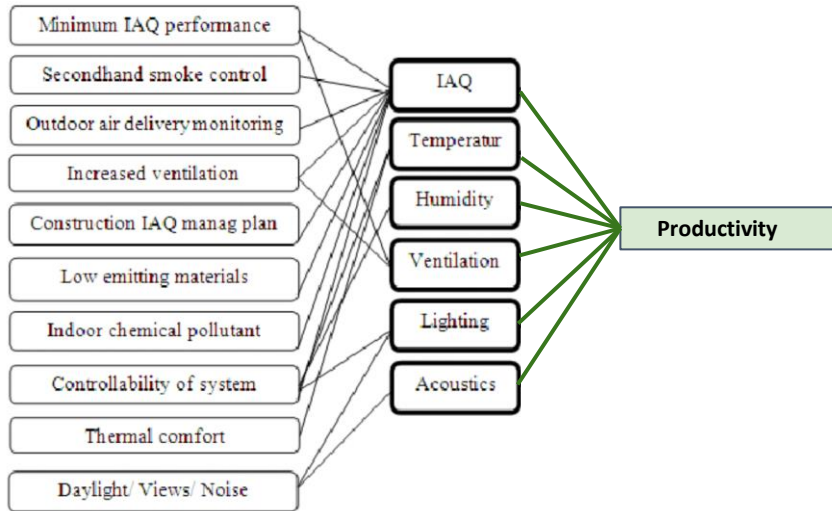 Minimum IAQ performance
Secondhand smoke control
Outdoor air delivery monitoring
Increased ventilation
Construction IAQ manag plan
Low emitting materials
Indoor chemical pollutant
Controllability of system
Thermal comfort
Daylight/ Views/ Noise
IAQ
Temperatur
Humidity
Ventilation
Lighting
Acoustics
Productivity